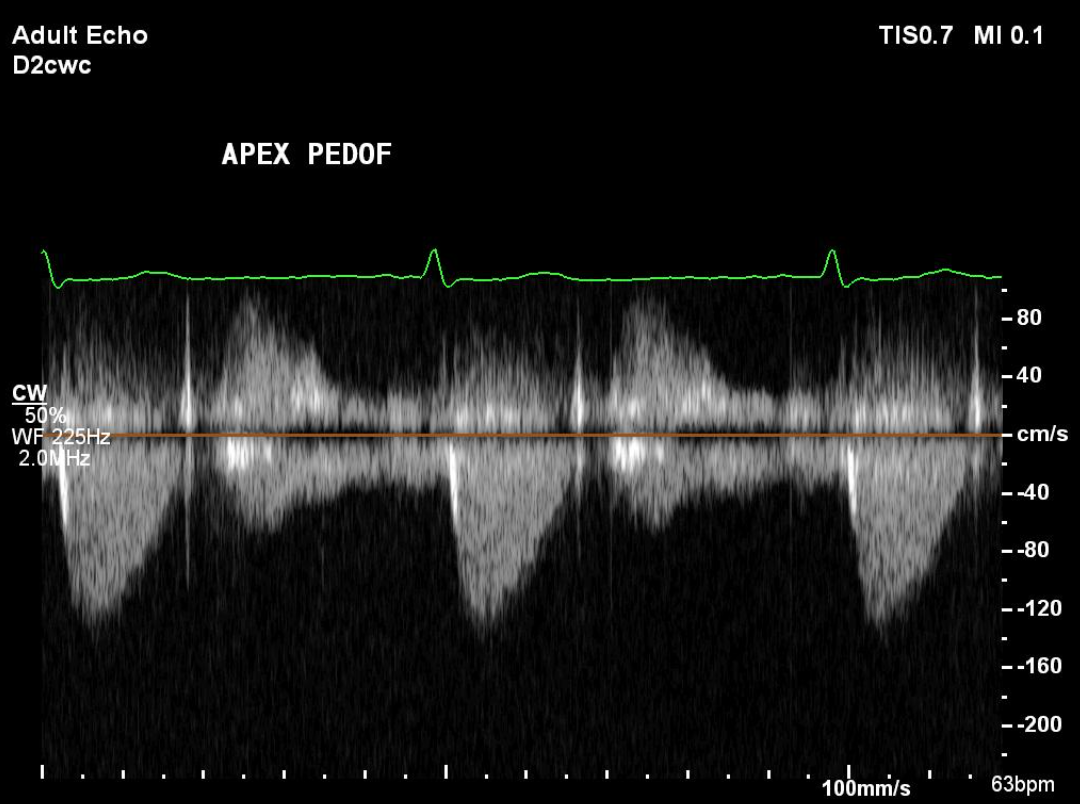 Adult Echo
D2cwc
TIS0.7 MI 0.1
APEX PEDOF
80
40
CW
50%
WF 225Hz
2.0MHz
cm/s
-40
-80
-120
-160
-200
100mm/s
63bpm